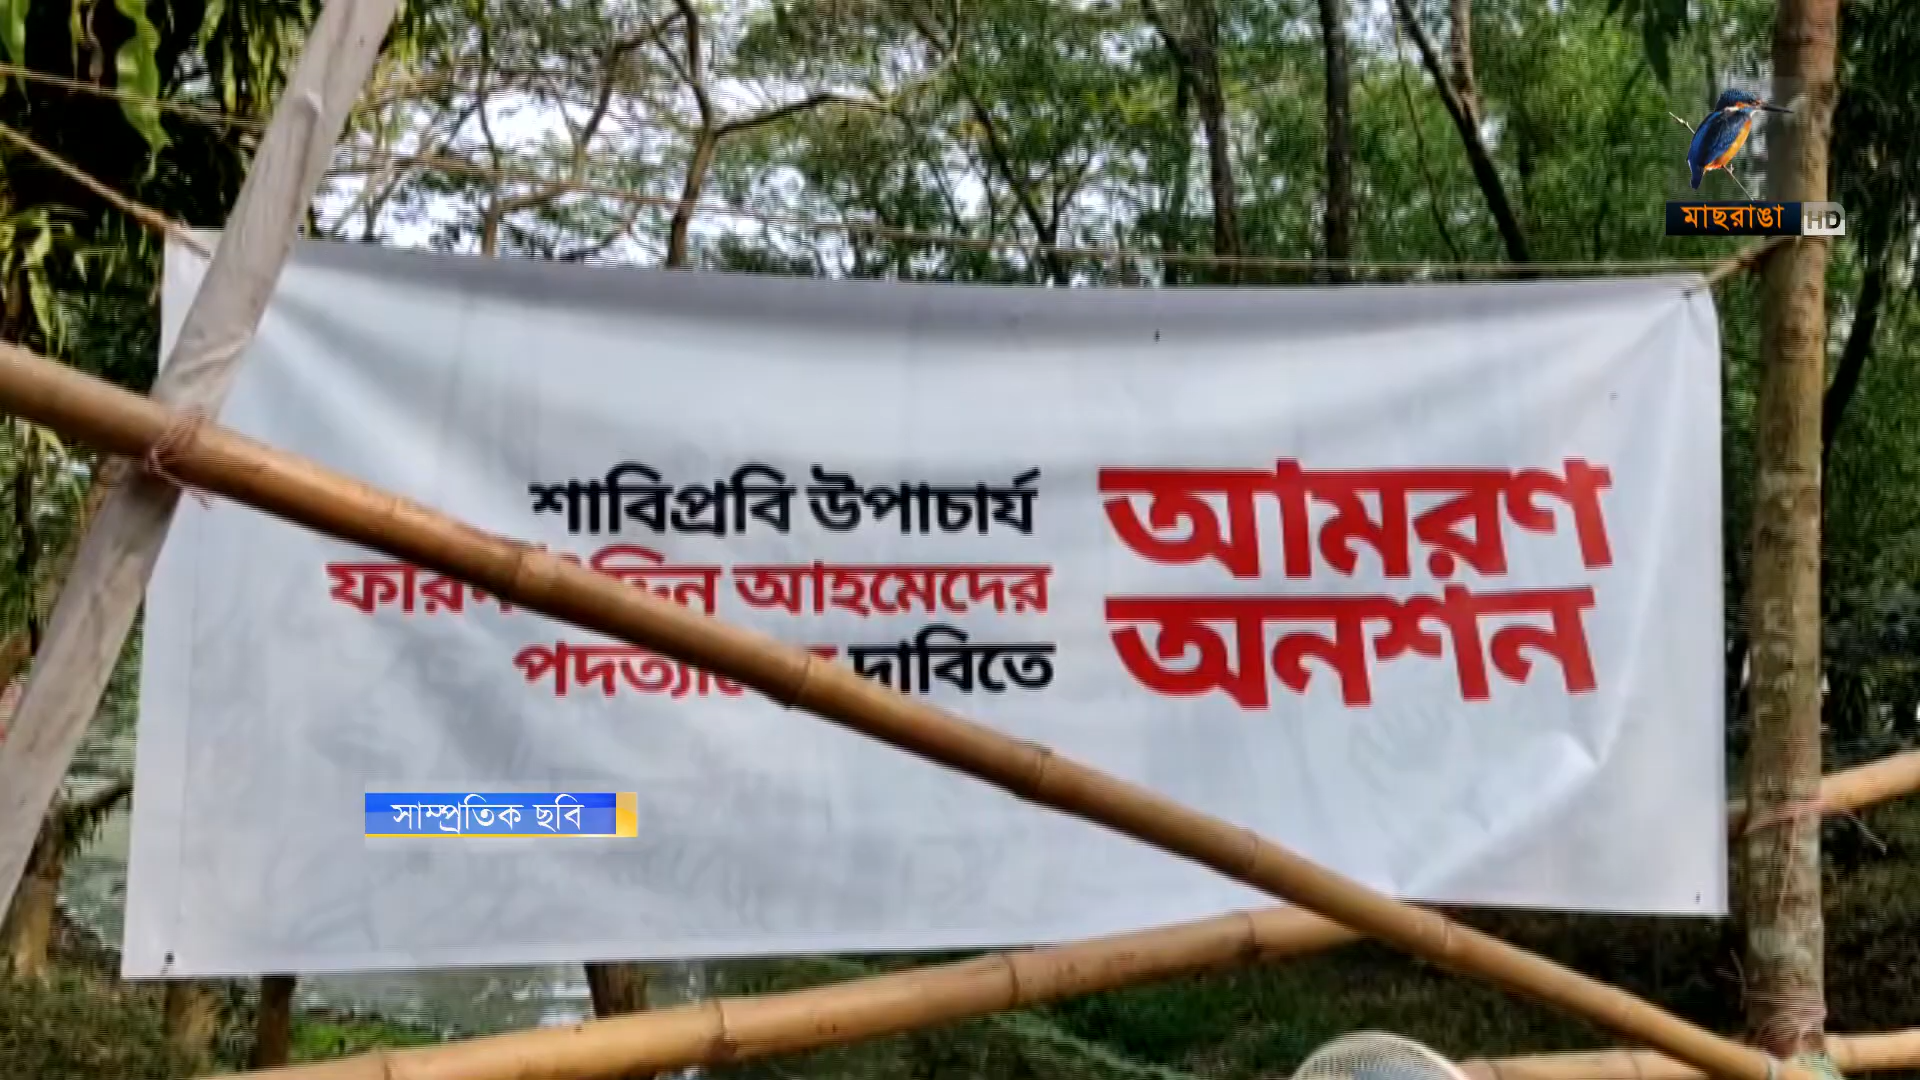 মাছরাঙা HD
শাবিপ্রবি উপাচার্য
আহমেদের
দাবিতে
আমরণ
অনশন
সাম্প্রতিক ছবি